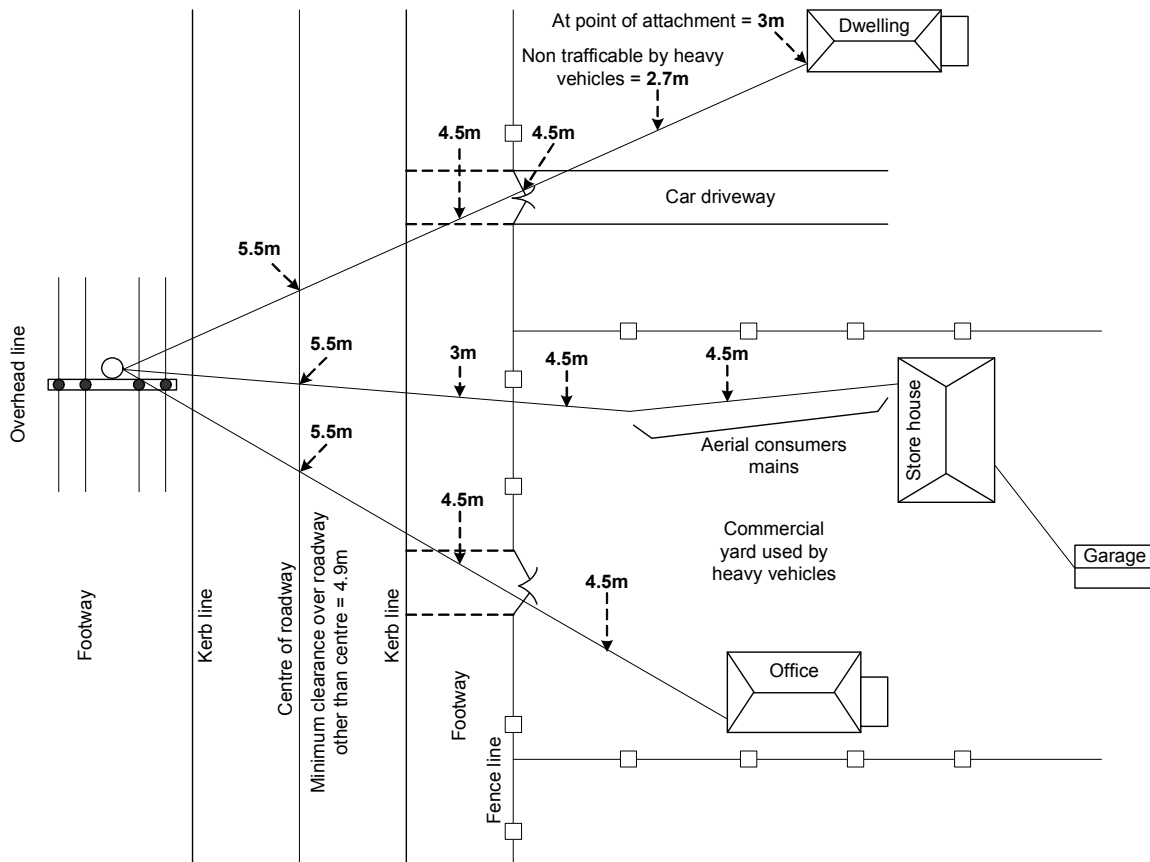 At point of attachment = 3m
Dwelling
Non trafficable by heavy
vehicles = 2.7m
4.5m
4.5m
Car driveway
5.5m
Overhead line
5.5m
3m
4.5m
4.5m
Aerial consumers
mains
Store house
5.5m
4.5m
Commercial
yard used by
heavy vehicles
Garage
4.5m
Footway
Kerb line
Centre of roadway
Minimum clearance over roadway
other than centre = 4.9m
Kerb line
Footway
Fence line
Office